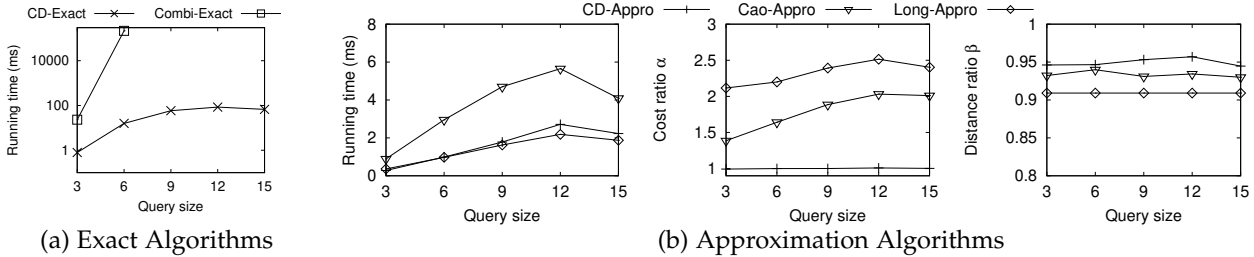 CD-Exact Combi-Exact
10000
100
1
Running time (ms)
3 6 9 12 15
Query size
(a) Exact Algorithms
CD-Appro Cao-Appro Long-Appro
8
6
4
2
0
Running time (ms)
3 6 9 12 15
Query size
3
2.5
2
1.5
1
Cost ratio α
3 6 9 12 15
Query size
1
0.95
0.9
0.85
0.8
Distance ratio β
3 6 9 12 15
Query size
(b) Approximation Algorithms